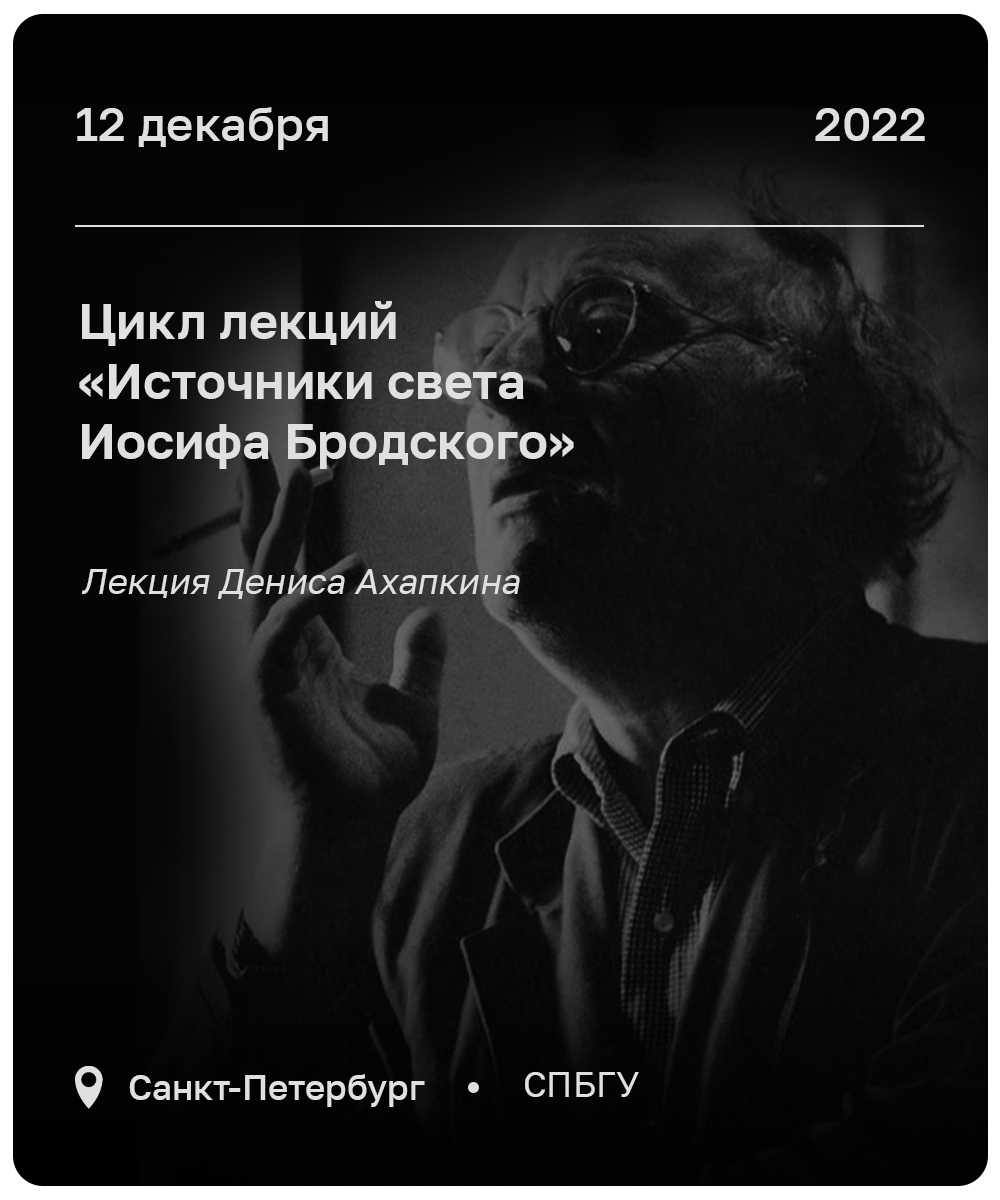 12 декабря 2022
Цикл лекций
«Источники света
Иосифа Бродского»
Лекция Дениса Ахапкина
Санкт-Петербург • СПБГУ